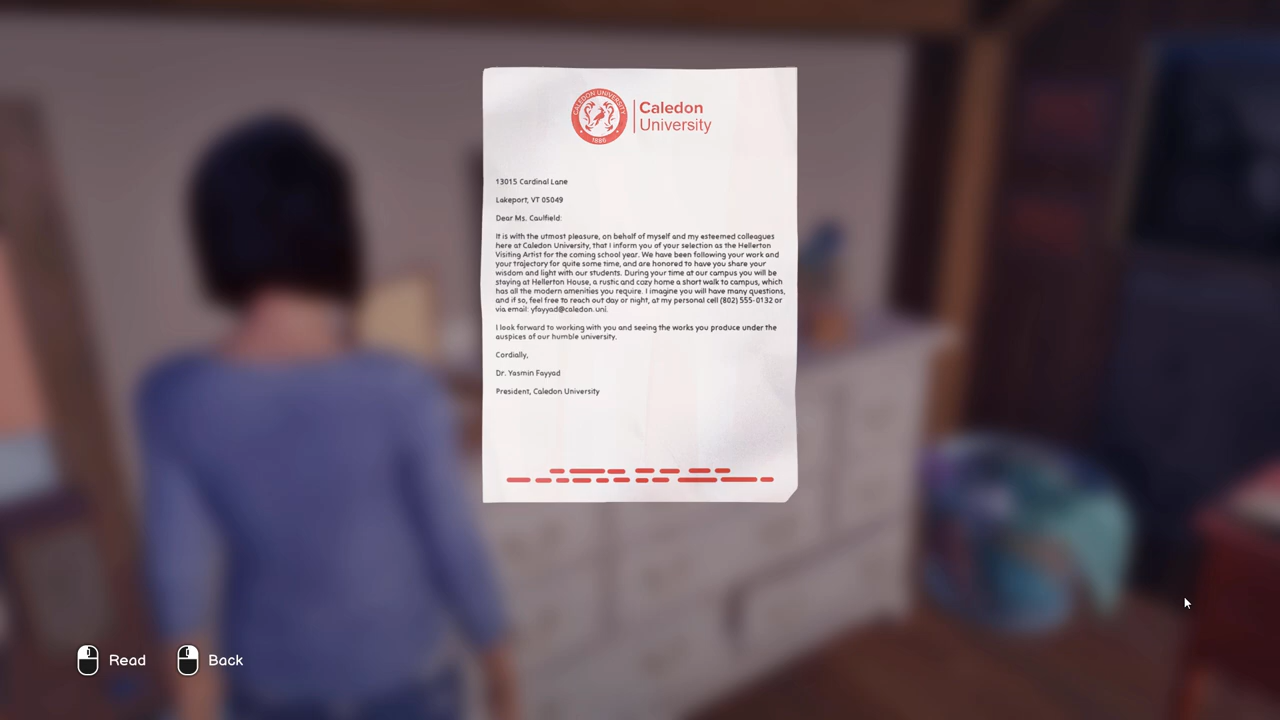 CALEDON UNIVERSITY
1885
Caledon
University
13015 Cardinal Lane
Lakeport, VT 05049
Dear Ms. Caulfield:
It is with the utmost pleasure, on behalf of myself and my esteemed colleagues
here at Caledon University, that I inform you of your selection as the Hellerton
Visiting Artist for the coming school year. We have been following your work and
your trajectory for quite some time, and are honored to have you share your
wisdom and light with our students. During your time at our campus you will be
staying at Hellerton House, a rustic and cozy home a short walk to campus, which
has all the modern amenities you require. I imagine you will have many questions,
and if so, feel free to reach out day or night, at my personal cell (802) 555-0132 or
via email: yfayyad@caledon.uni.
I look forward to working with you and seeing the works you produce under the
auspices of our humble university.
Cordially,
Dr. Yasmin Fayyad
President, Caledon University
Read
Back